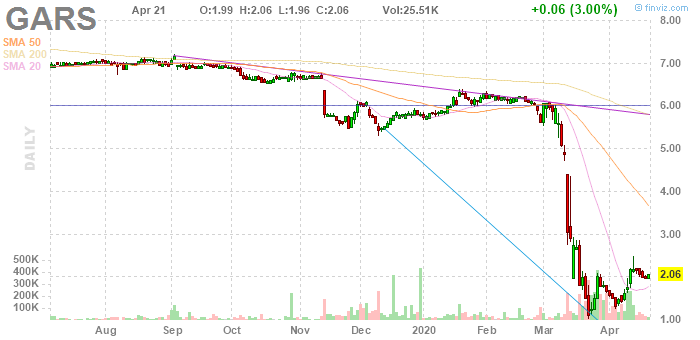 © finviz.com
GARS Apr 21 O:1.99 H:2.06 L:1.96 C:2.06 Vol:25.51K +0.06 (3.00%)
SMA 50
SMA 200
SMA 20
DAILY
8.00
7.00
6.00
5.00
4.00
3.00
2.06
1.00
500K
400K
300K
200K
100K
Aug Sep Oct Nov Dec 2020 Feb Mar Apr